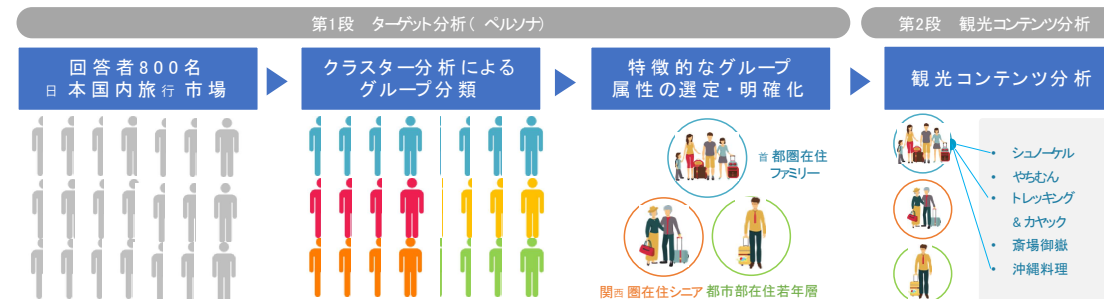 第1段 ターゲット分析( ペルソナ)
第2段 観光コンテンツ分析
回答者800名
日本国内旅行市場
クラスター分析による
グループ分類
特徴的なグループ
属性の選定・明確化
観光コンテンツ分析
首都圏在住
ファミリー
関西圏在住シニア
都市部在住若年層
• シュノーケル
• やちむん
• トレッキング
&カヤック
• 斎場御嶽
• 沖縄料理